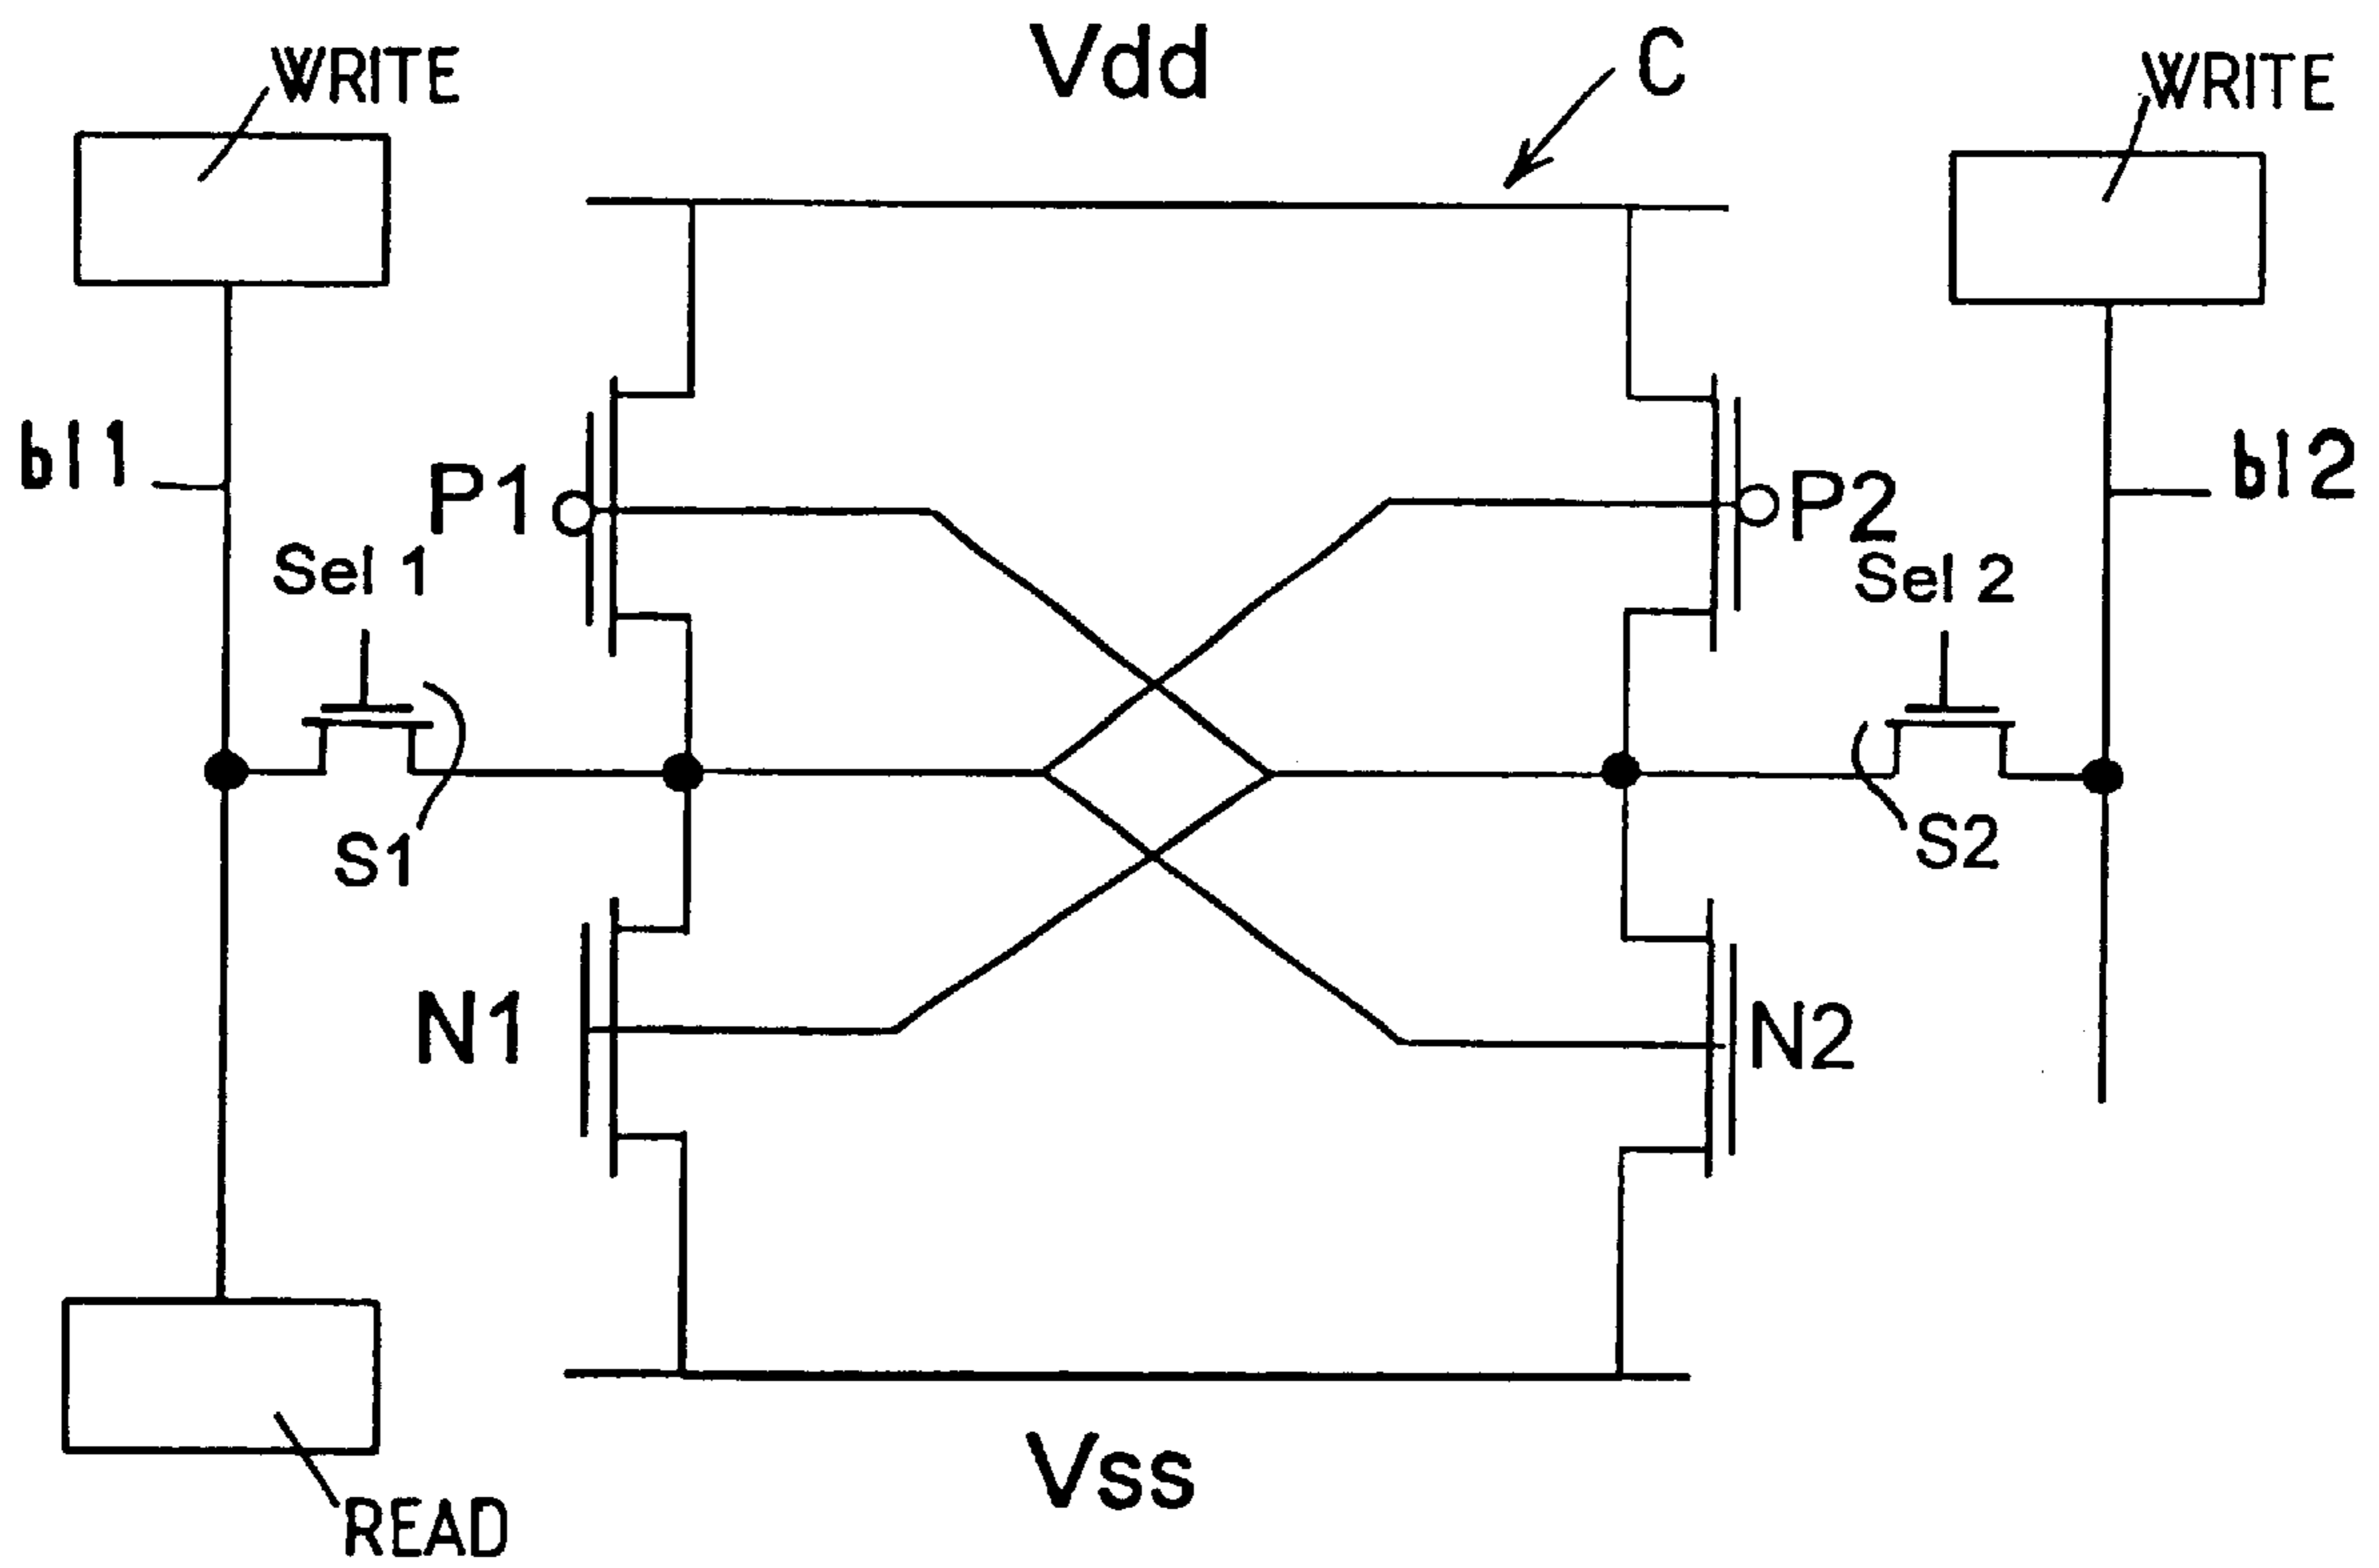 WRITE
Vdd
C
WRITE
bl1
P1
P2
bl2
Sel 1
Sel 2
S1
S2
N1
N2
Vss
READ